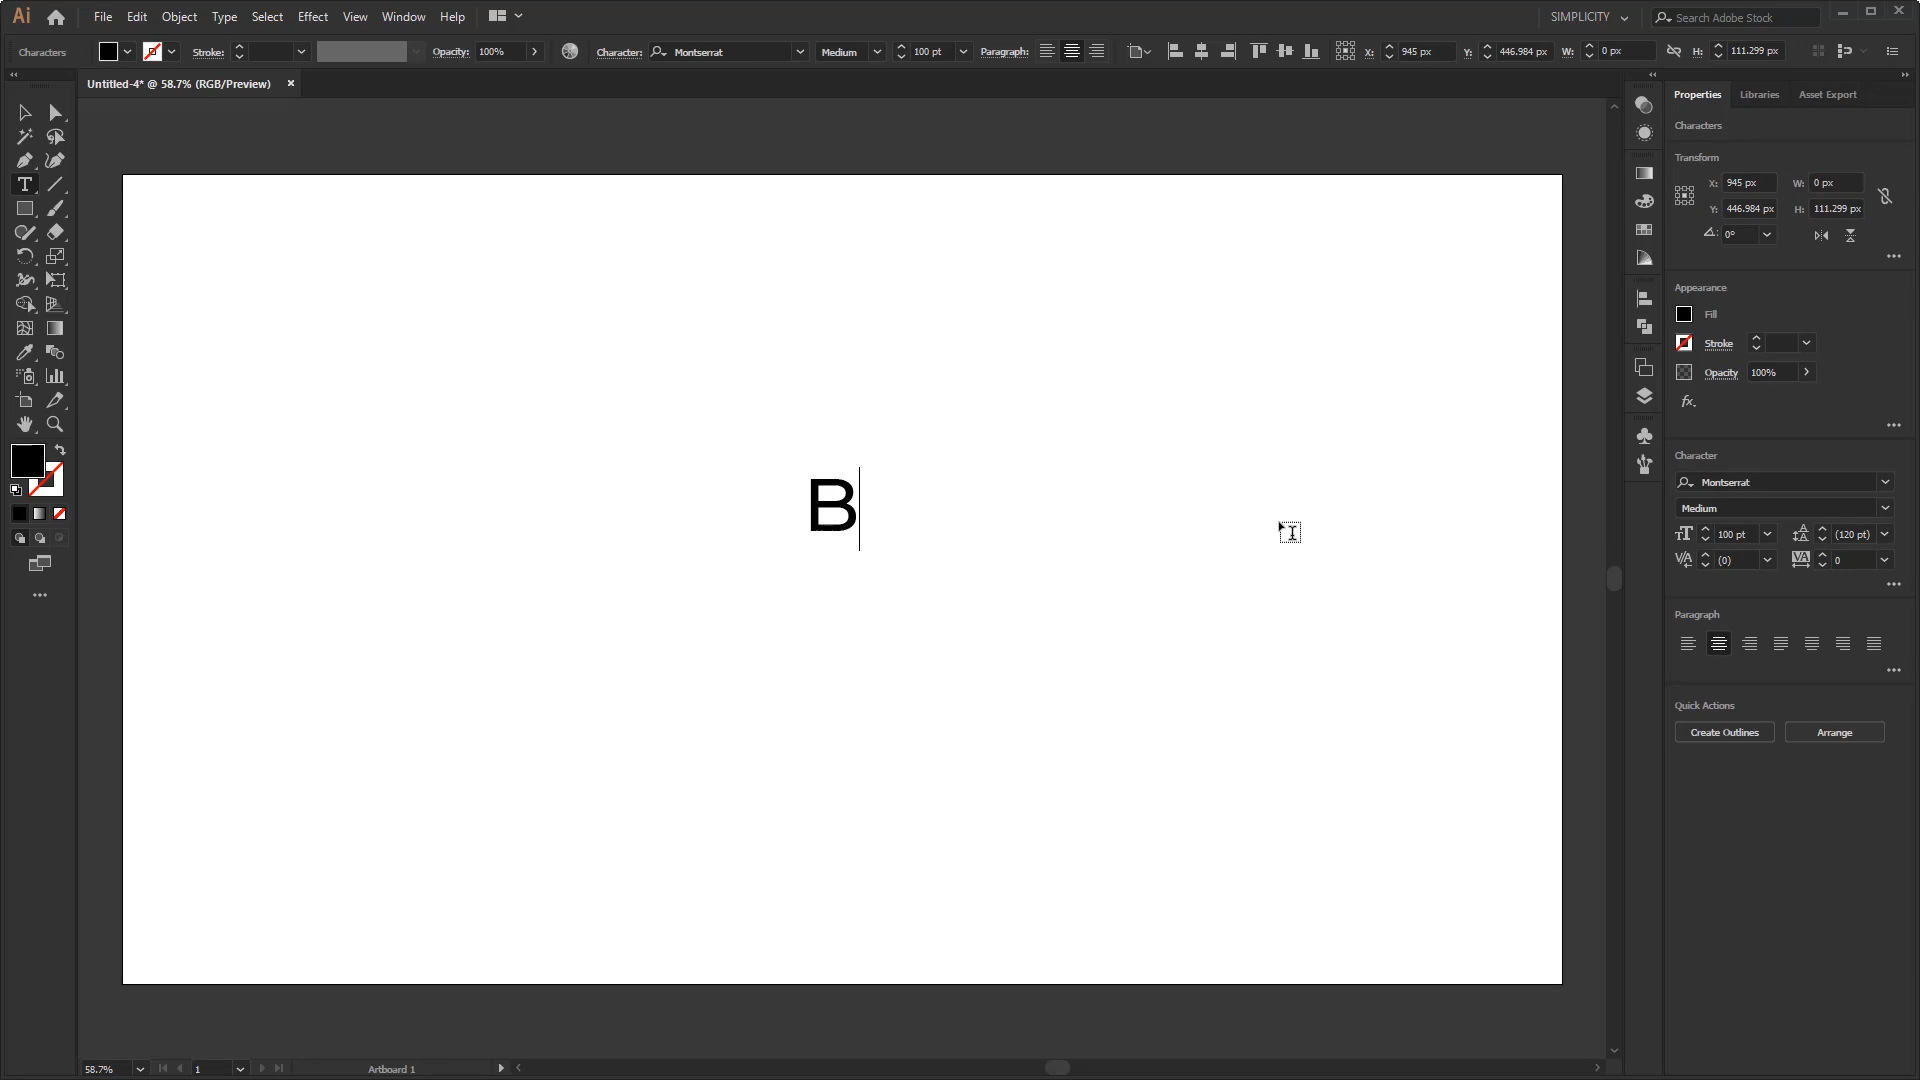 Ai File Edit Object Type Select Effect View Window Help SIMPLICITY Search Adobe Stock
Characters Stroke: Opacity: 100% Character: Montserrat Medium 100 pt Paragraph: X: 945 px Y: 446.984 px W: 0 px H: 111.299 px
Untitled-4* @ 58.7% (RGB/Preview)
B
58.7% 1 Artboard 1
Properties Libraries Asset Export
Characters
Transform
X: 945 px W: 0 px
Y: 446.984 px H: 111.299 px
0°
Appearance
Fill
Stroke
Opacity 100%
fx.
Character
Montserrat
Medium
100 pt (120 pt)
(0) 0
Paragraph
Quick Actions
Create Outlines Arrange